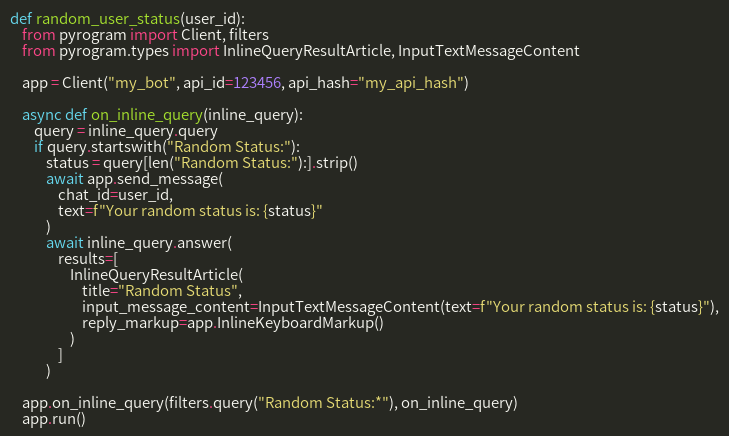 def random_user_status(user_id):
    from pyrogram import Client, filters
    from pyrogram.types import InlineQueryResultArticle, InputTextMessageContent

    app = Client("my_bot", api_id=123456, api_hash="my_api_hash")

    async def on_inline_query(inline_query):
        query = inline_query.query
        if query.startswith("Random Status:"):
            status = query[len("Random Status:"):].strip()
            await app.send_message(
                chat_id=user_id,
                text=f"Your random status is: {status}"
            )
            await inline_query.answer(
                results=[
                    InlineQueryResultArticle(
                        title="Random Status",
                        input_message_content=InputTextMessageContent(text=f"Your random status is: {status}"),
                        reply_markup=app.InlineKeyboardMarkup()
                    )
                ]
            )

    app.on_inline_query(filters.query("Random Status:*"), on_inline_query)
    app.run()